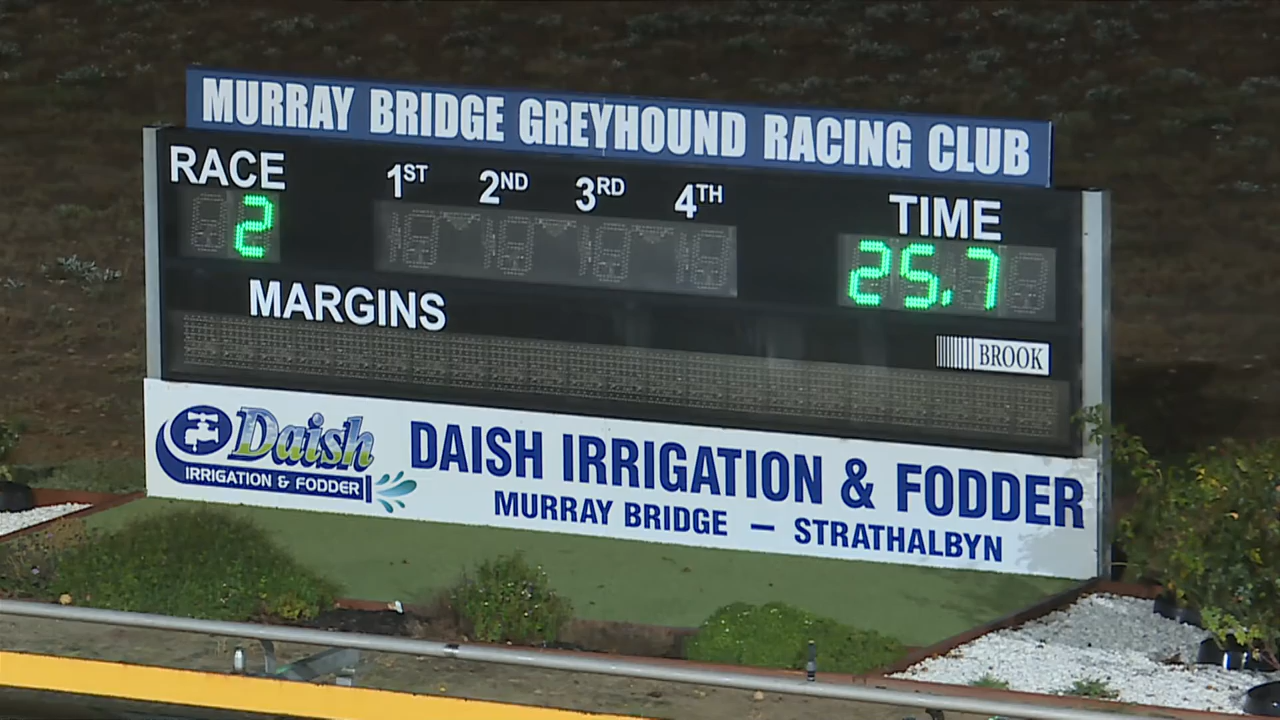 MURRAY BRIDGE GREYHOUND RACING CLUB
RACE 1ST 2ND 3RD 4TH TIME
2 25.7
MARGINS
BROOK
Daish
IRRIGATION & FODDER
DAISH IRRIGATION & FODDER
MURRAY BRIDGE – STRATHALBYN